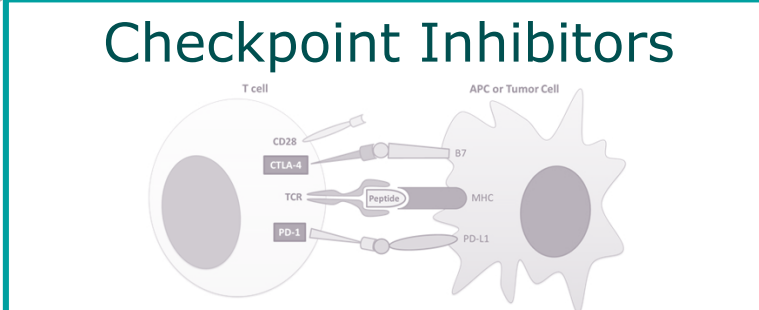 Checkpoint Inhibitors
T cell
APC or Tumor Cell
CD28
CTLA-4
B7
TCR
Peptide
MHC
PD-1
PD-L1